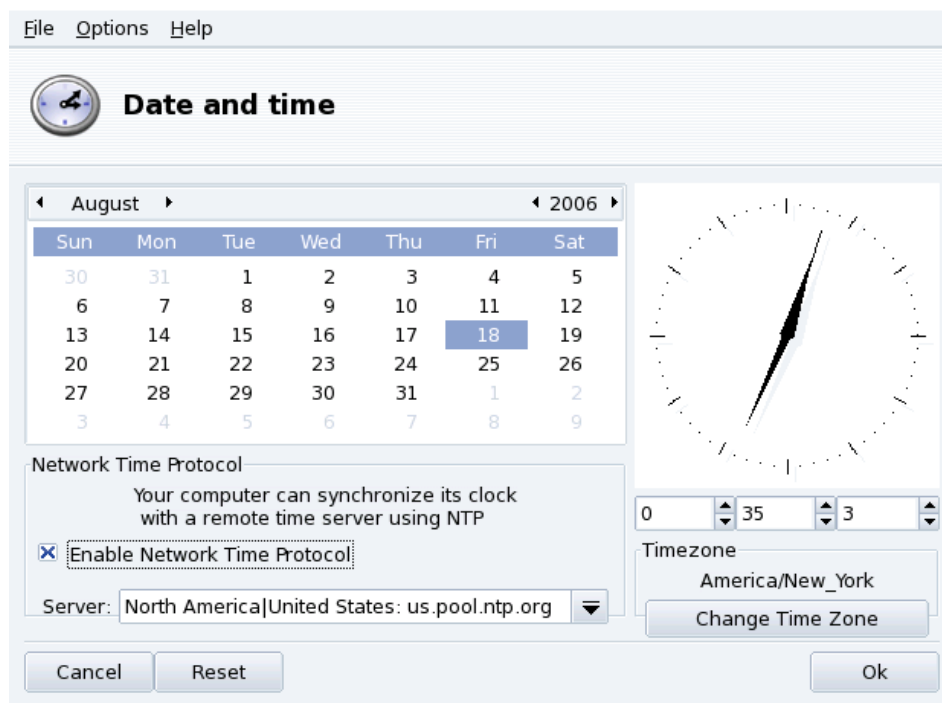 File Options Help
Date and time
August 2006
Sun Mon Tue Wed Thu Fri Sat
30 31 1 2 3 4 5
6 7 8 9 10 11 12
13 14 15 16 17 18 19
20 21 22 23 24 25 26
27 28 29 30 31 1 2
3 4 5 6 7 8 9
Network Time Protocol
Your computer can synchronize its clock
with a remote time server using NTP
Enable Network Time Protocol
Server: North America|United States: us.pool.ntp.org
0 35 3
Timezone
America/New_York
Change Time Zone
Cancel Reset Ok